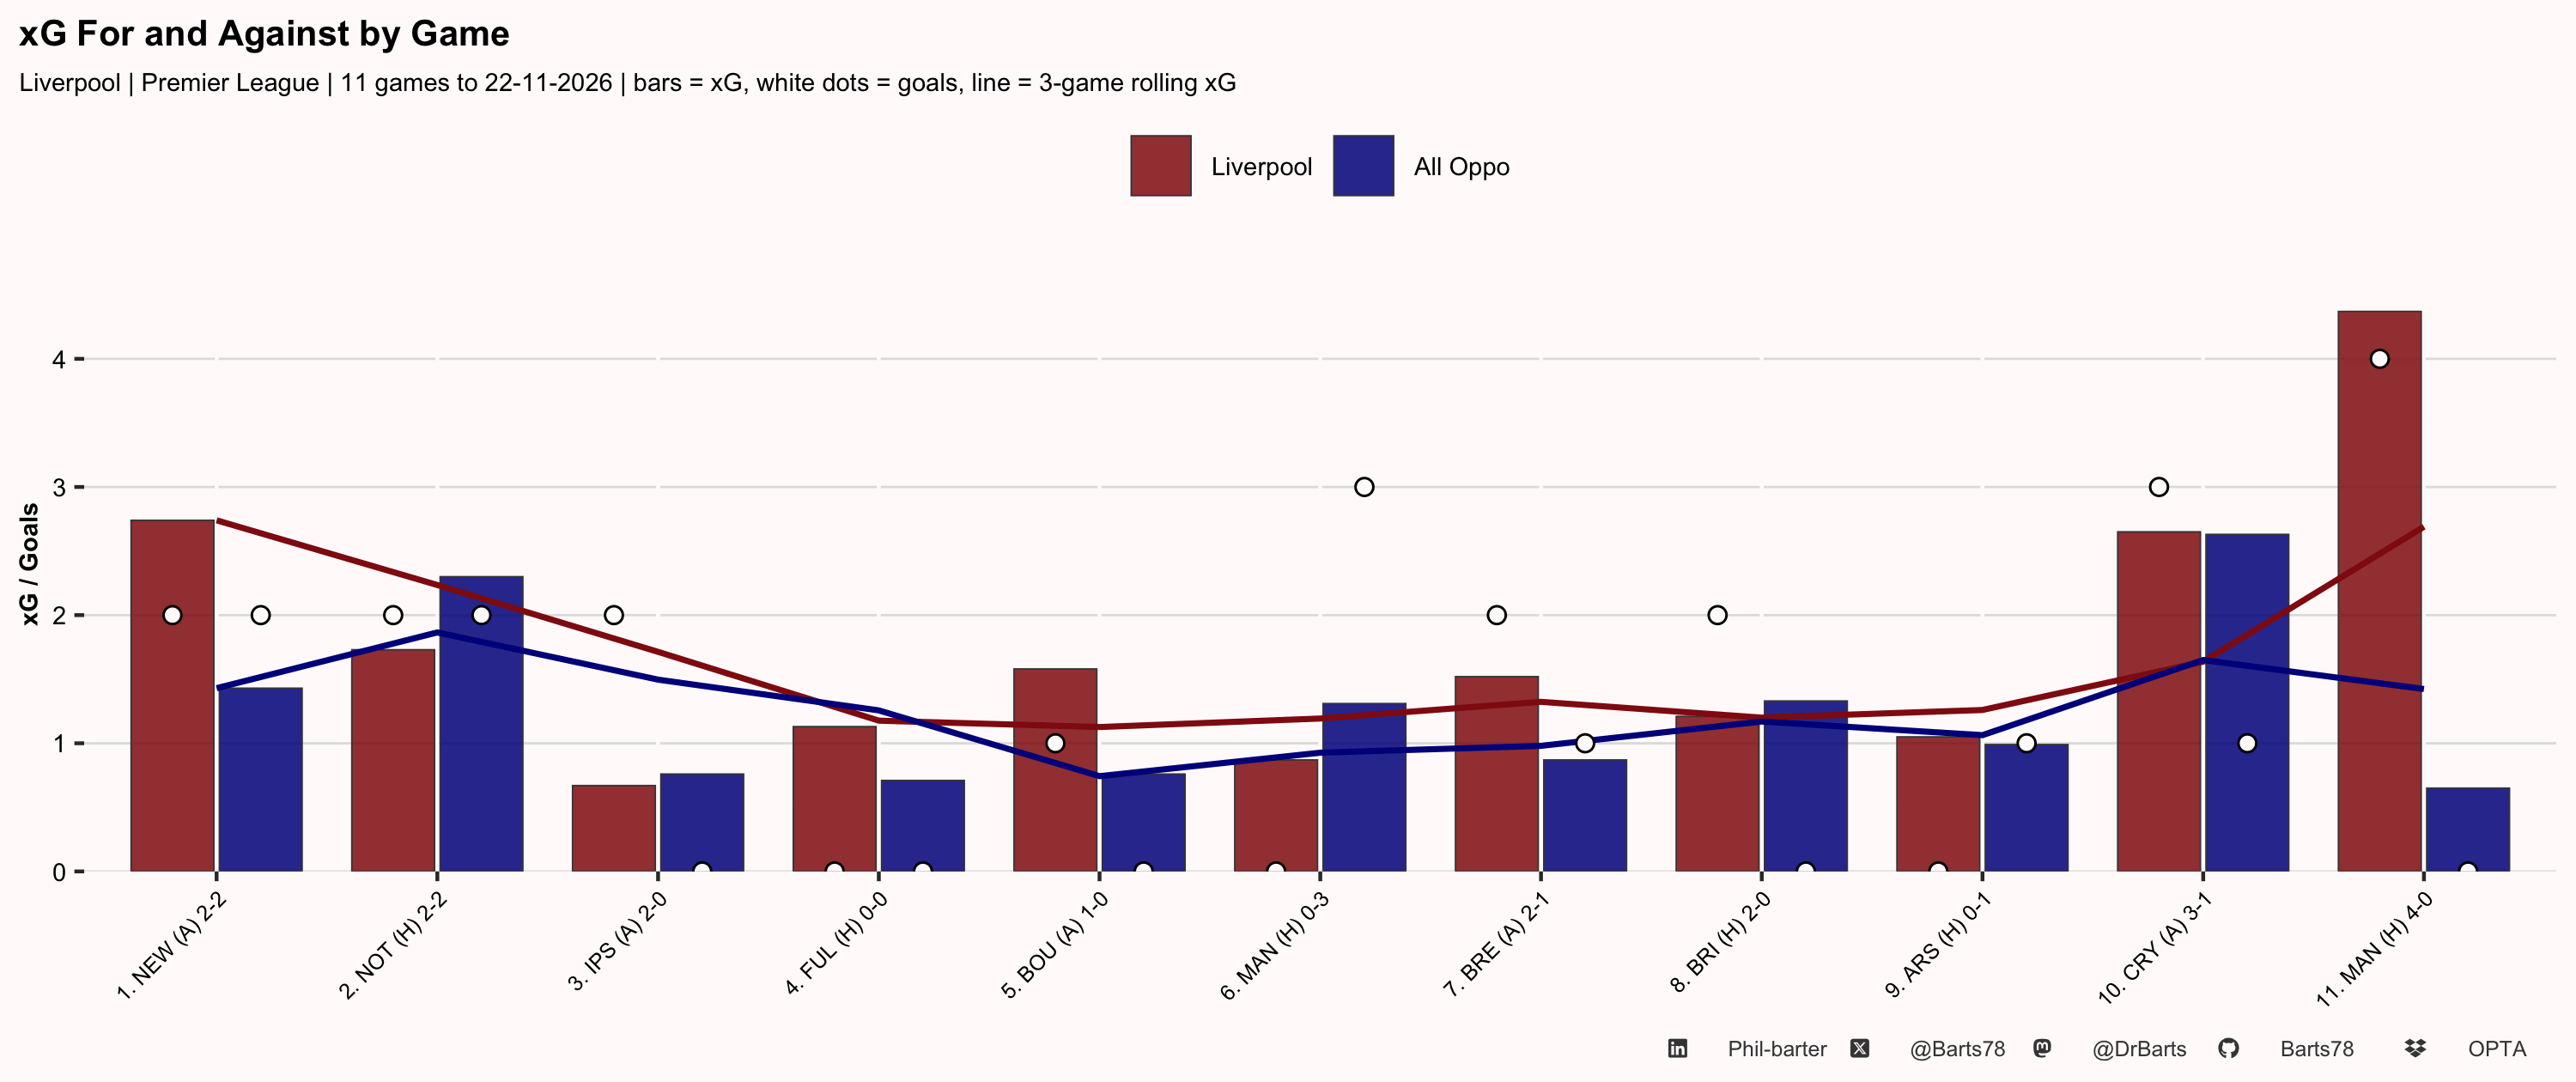 xG For and Against by Game
Liverpool | Premier League | 11 games to 22-11-2026 | bars = xG, white dots = goals, line = 3-game rolling xG
Liverpool All Oppo
xG / Goals
4
3
2
1
0
1. NEW (A) 2-2
2. NOT (H) 2-2
3. IPS (A) 2-0
4. FUL (H) 0-0
5. BOU (A) 1-0
6. MAN (H) 0-3
7. BRE (A) 2-1
8. BRI (H) 2-0
9. ARS (H) 0-1
10. CRY (A) 3-1
11. MAN (H) 4-0
Phil-barter @Barts78 @DrBarts Barts78 OPTA